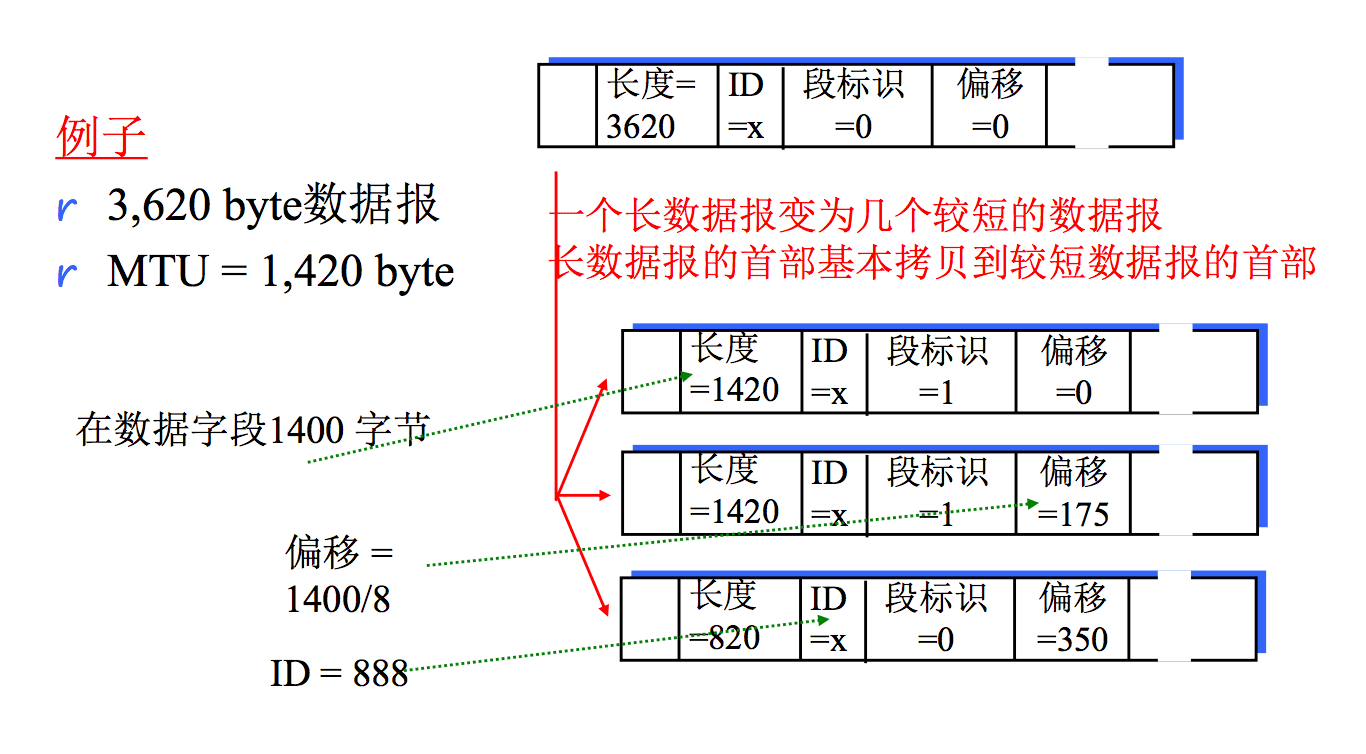 长度= ID 段标识 偏移
3620 =x =0 =0
例子
r 3,620 byte数据报
r MTU = 1,420 byte
一个长数据报变为几个较短的数据报
长数据报的首部基本拷贝到较短数据报的首部
长度 ID 段标识 偏移
=1420 =x =1 =0
在数据字段1400 字节
长度 ID 段标识 偏移
=1420 =x =1 =175
偏移 =
1400/8
长度 ID 段标识 偏移
=820 =x =0 =350
ID = 888